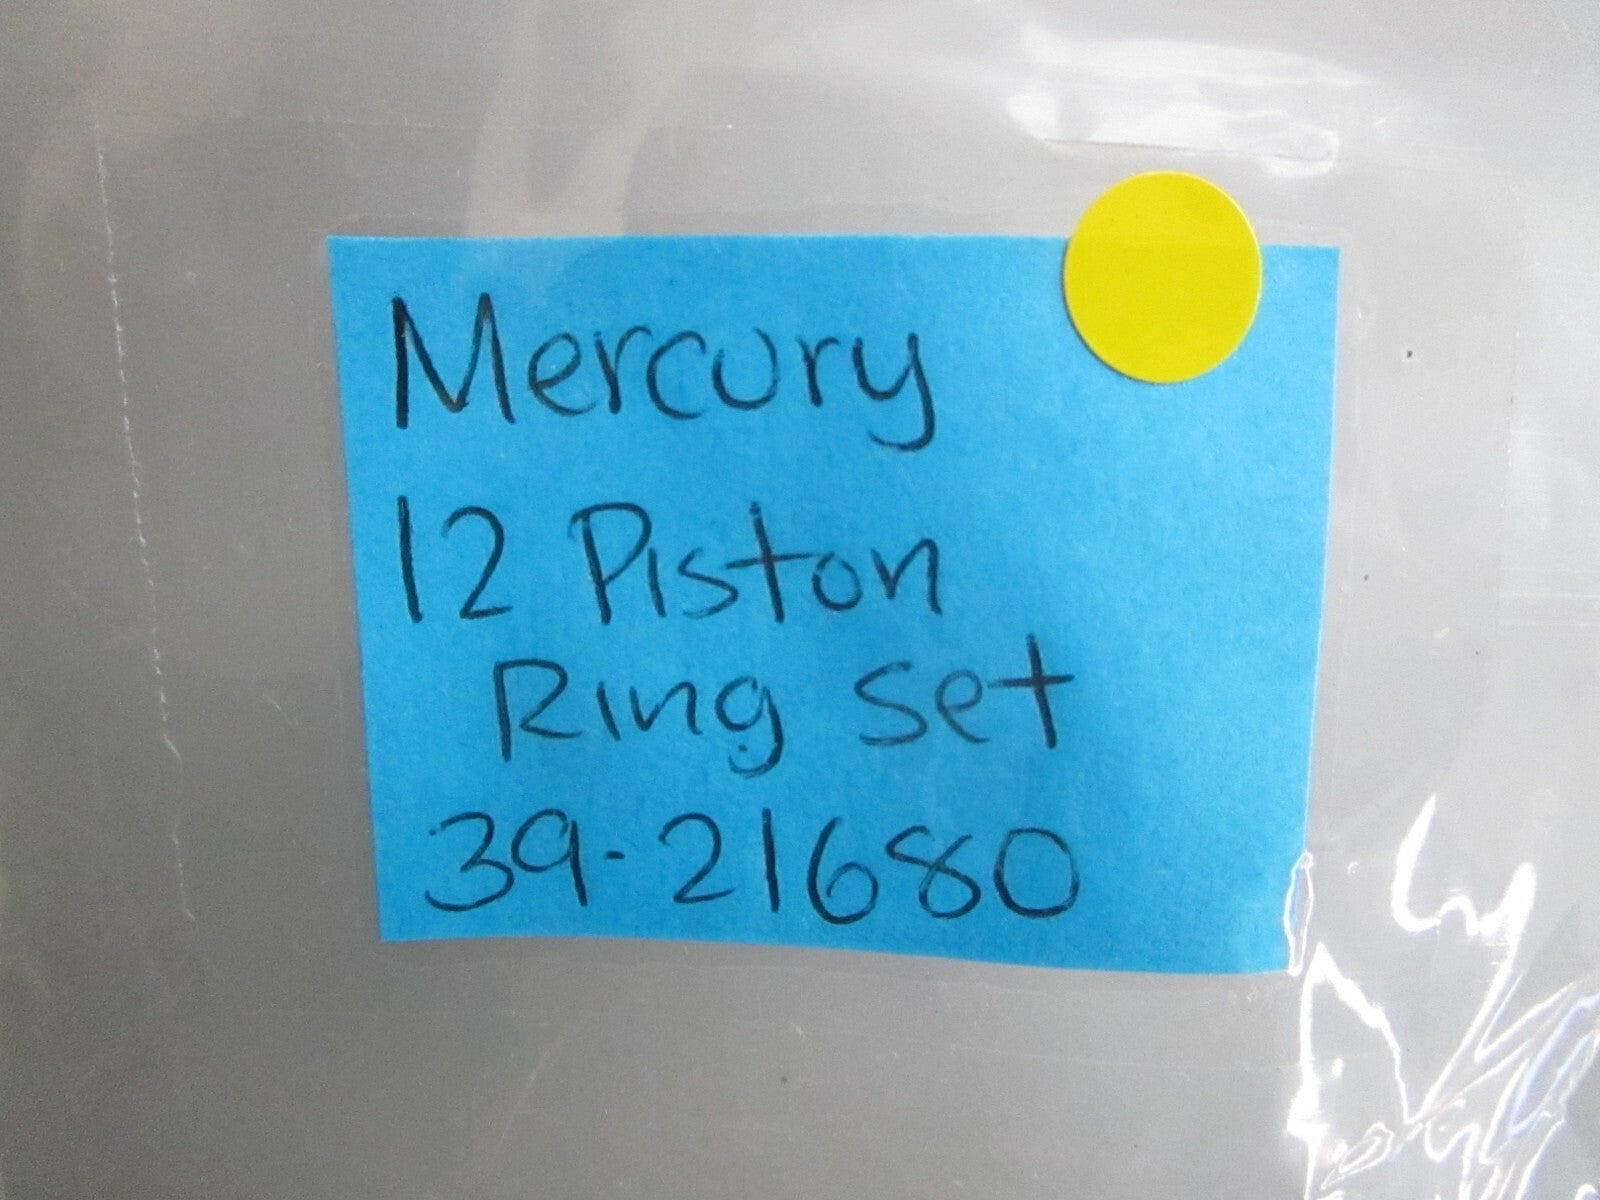 Mercury
12 Piston
Ring set
39-21680